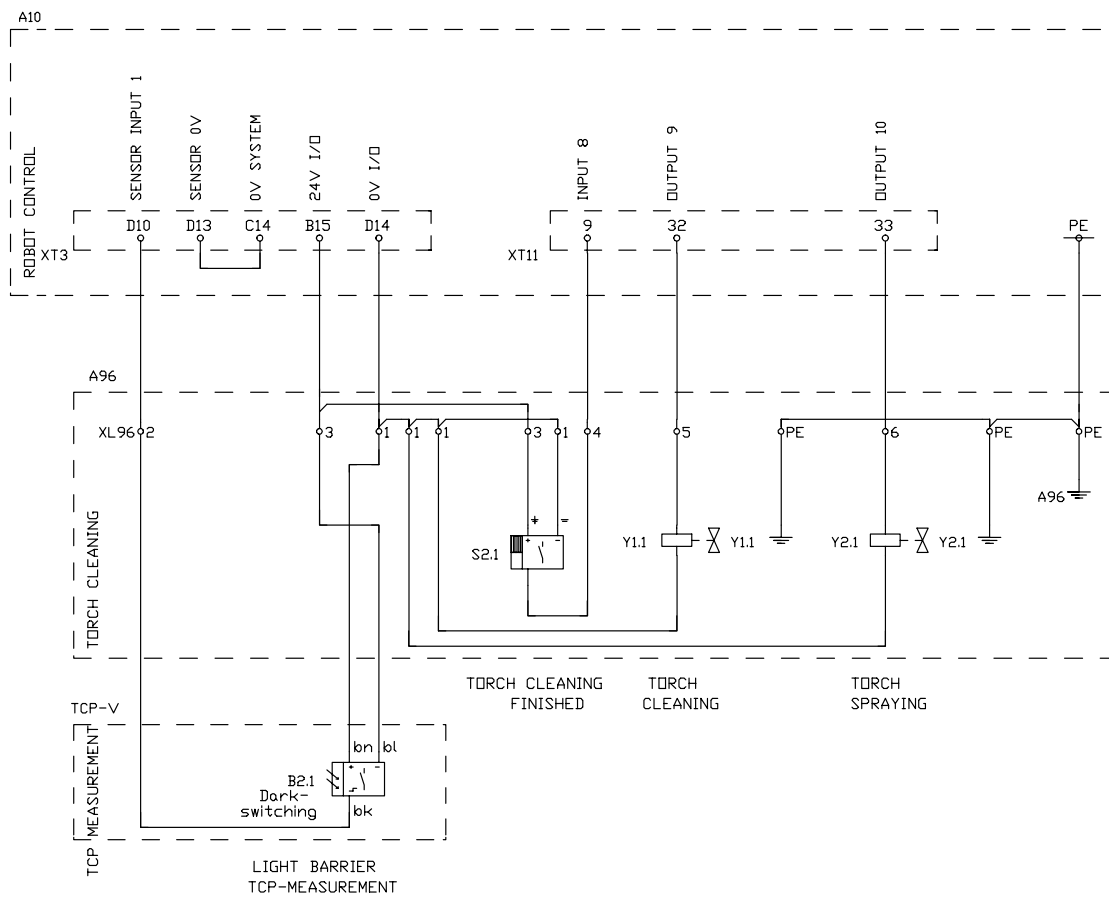 A10
ROBOT CONTROL
SENSOR INPUT 1
SENSOR 0V
0V SYSTEM
24V I/O
0V I/O
INPUT 8
OUTPUT 9
OUTPUT 10
D10
D13
C14
B15
D14
9
32
33
PE
XT3
XT11
A96
XL96
2
3
1
1
1
3
1
4
5
PE
6
PE
PE
A96
TORCH CLEANING
+
-
+
-
S2.1
Y1.1
Y1.1
Y2.1
Y2.1
TORCH CLEANING
FINISHED
TORCH
CLEANING
TORCH
SPRAYING
TCP-V
TCP MEASUREMENT
bn
bl
+
-
B2.1
Dark-
switching
bk
LIGHT BARRIER
TCP-MEASUREMENT